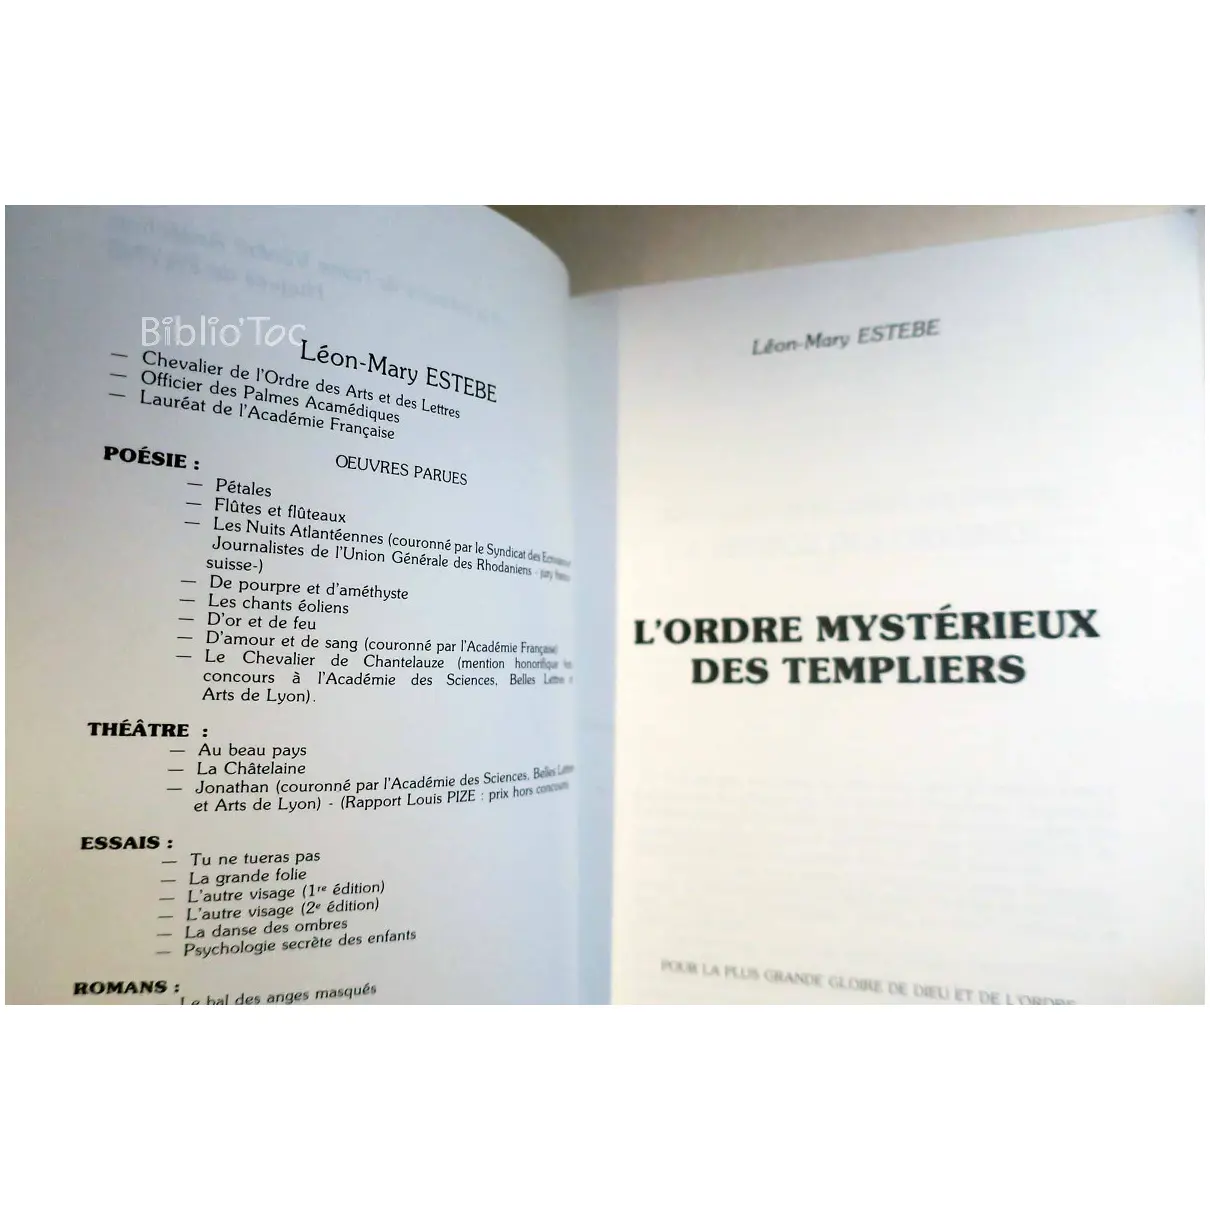 Biblio'Toc
Léon-Mary ESTEBE
— Chevalier de l'Ordre des Arts et des Lettres
— Officier des Palmes Acamédiques
— Lauréat de l'Académie Française
OEUVRES PARUES
POÉSIE :
— Pétales
— Flûtes et flûteaux
— Les Nuits Atlantéennes (couronné par le Syndicat des
Journalistes de l'Union Générale des Rhodaniens - jury
suisse-)
— De pourpre et d'améthyste
— Les chants éoliens
— D'or et de feu
— D'amour et de sang (couronné par l'Académie Française)
— Le Chevalier de Chantelauze (mention honorifique
concours à l'Académie des Sciences, Belles Lettres
Arts de Lyon).
THÉÂTRE :
— Au beau pays
— La Châtelaine
— Jonathan (couronné par l'Académie des Sciences, Belles Lettres
et Arts de Lyon) - (Rapport Louis PIZE : prix hors concours
ESSAIS :
— Tu ne tueras pas
— La grande folie
— L'autre visage (1re édition)
— L'autre visage (2e édition)
— La danse des ombres
— Psychologie secrète des enfants
ROMANS :
Le bal des anges masqués
Léon-Mary ESTEBE
L'ORDRE MYSTÉRIEUX
DES TEMPLIERS
POUR LA PLUS GRANDE GLOIRE DE DIEU ET DE L'ORDRE